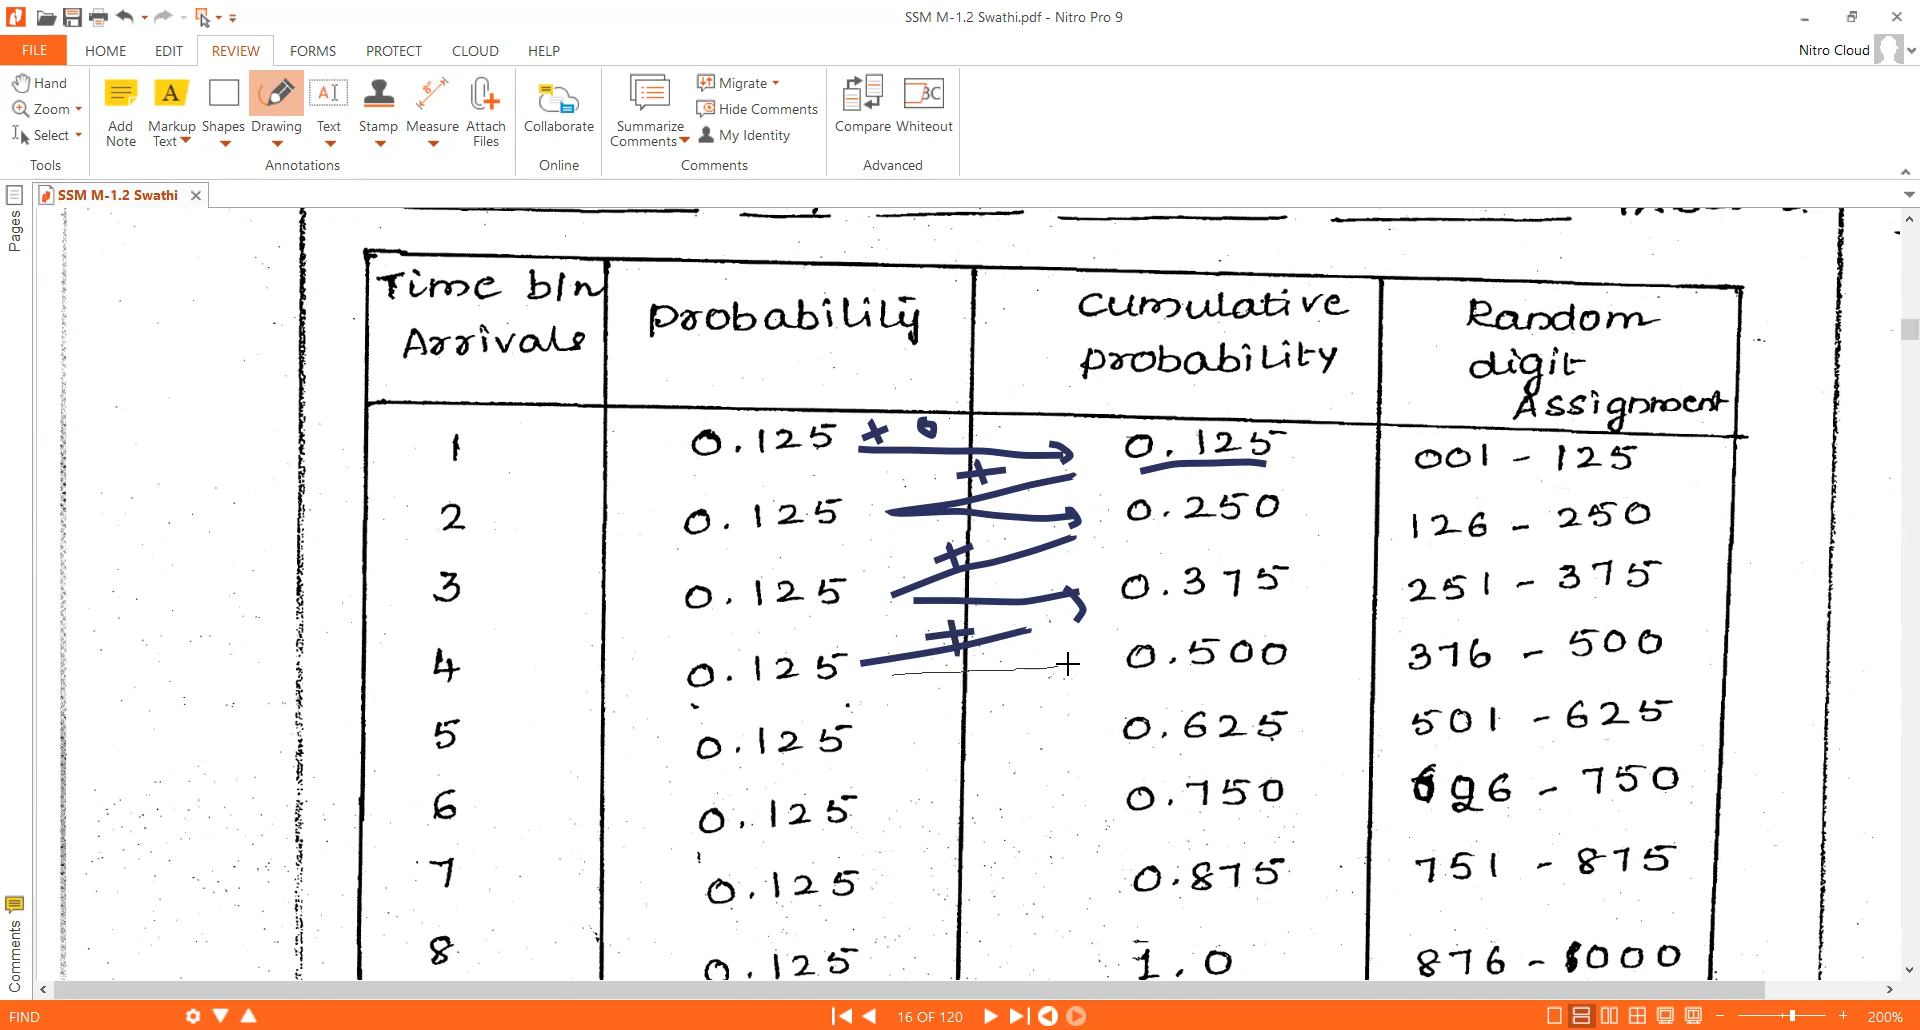 SSM M-1.2 Swathi.pdf - Nitro Pro 9
FILE HOME EDIT REVIEW FORMS PROTECT CLOUD HELP
Nitro Cloud
Hand
Zoom
Select
Tools
Add Note
Markup Text
Shapes
Drawing
Text
Stamp
Measure
Attach Files
Annotations
Collaborate
Online
Summarize Comments
Migrate
Hide Comments
My Identity
Comments
Compare
Whiteout
Advanced
SSM M-1.2 Swathi
Pages
Comments
Time b/n Arrivals | Probability | Cumulative probability | Random digit Assignment
1 0.125 + 0 0.125 001 - 125
+
2 0.125 0.250 126 - 250
+
3 0.125 0.375 251 - 375
+
4 0.125 0.500 376 - 500
5 0.125 0.625 501 - 625
6 0.125 0.750 626 - 750
7 0.125 0.875 751 - 875
8 0.125 1.0 876 - 1000
FIND
16 OF 120
200%